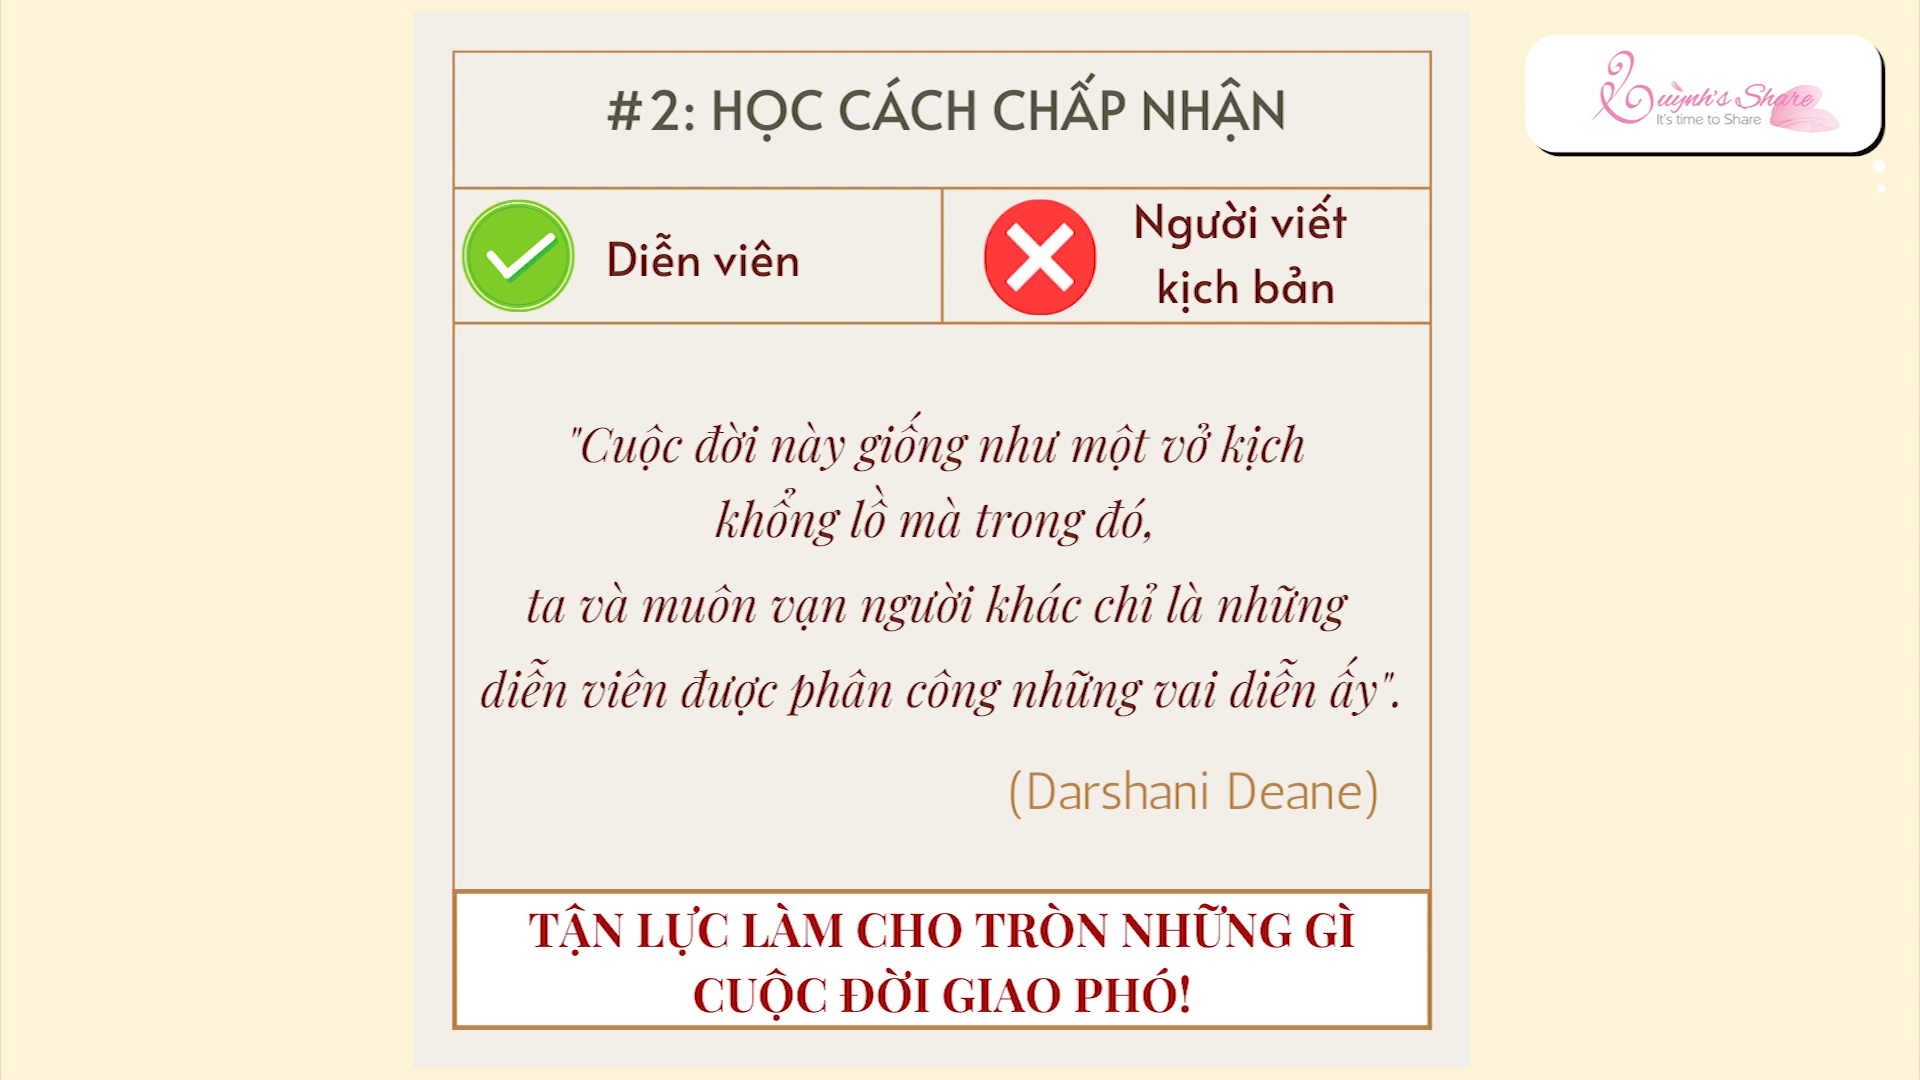 #2: HỌC CÁCH CHẤP NHẬN
Diễn viên
Người viết
kịch bản
"Cuộc đời này giống như một vở kịch
khổng lồ mà trong đó,
ta và muôn vạn người khác chỉ là những
diễn viên được phân công những vai diễn ấy".
(Darshani Deane)
TẬN LỰC LÀM CHO TRÒN NHỮNG GÌ
CUỘC ĐỜI GIAO PHÓ!
Quỳnh's Share
It's time to Share